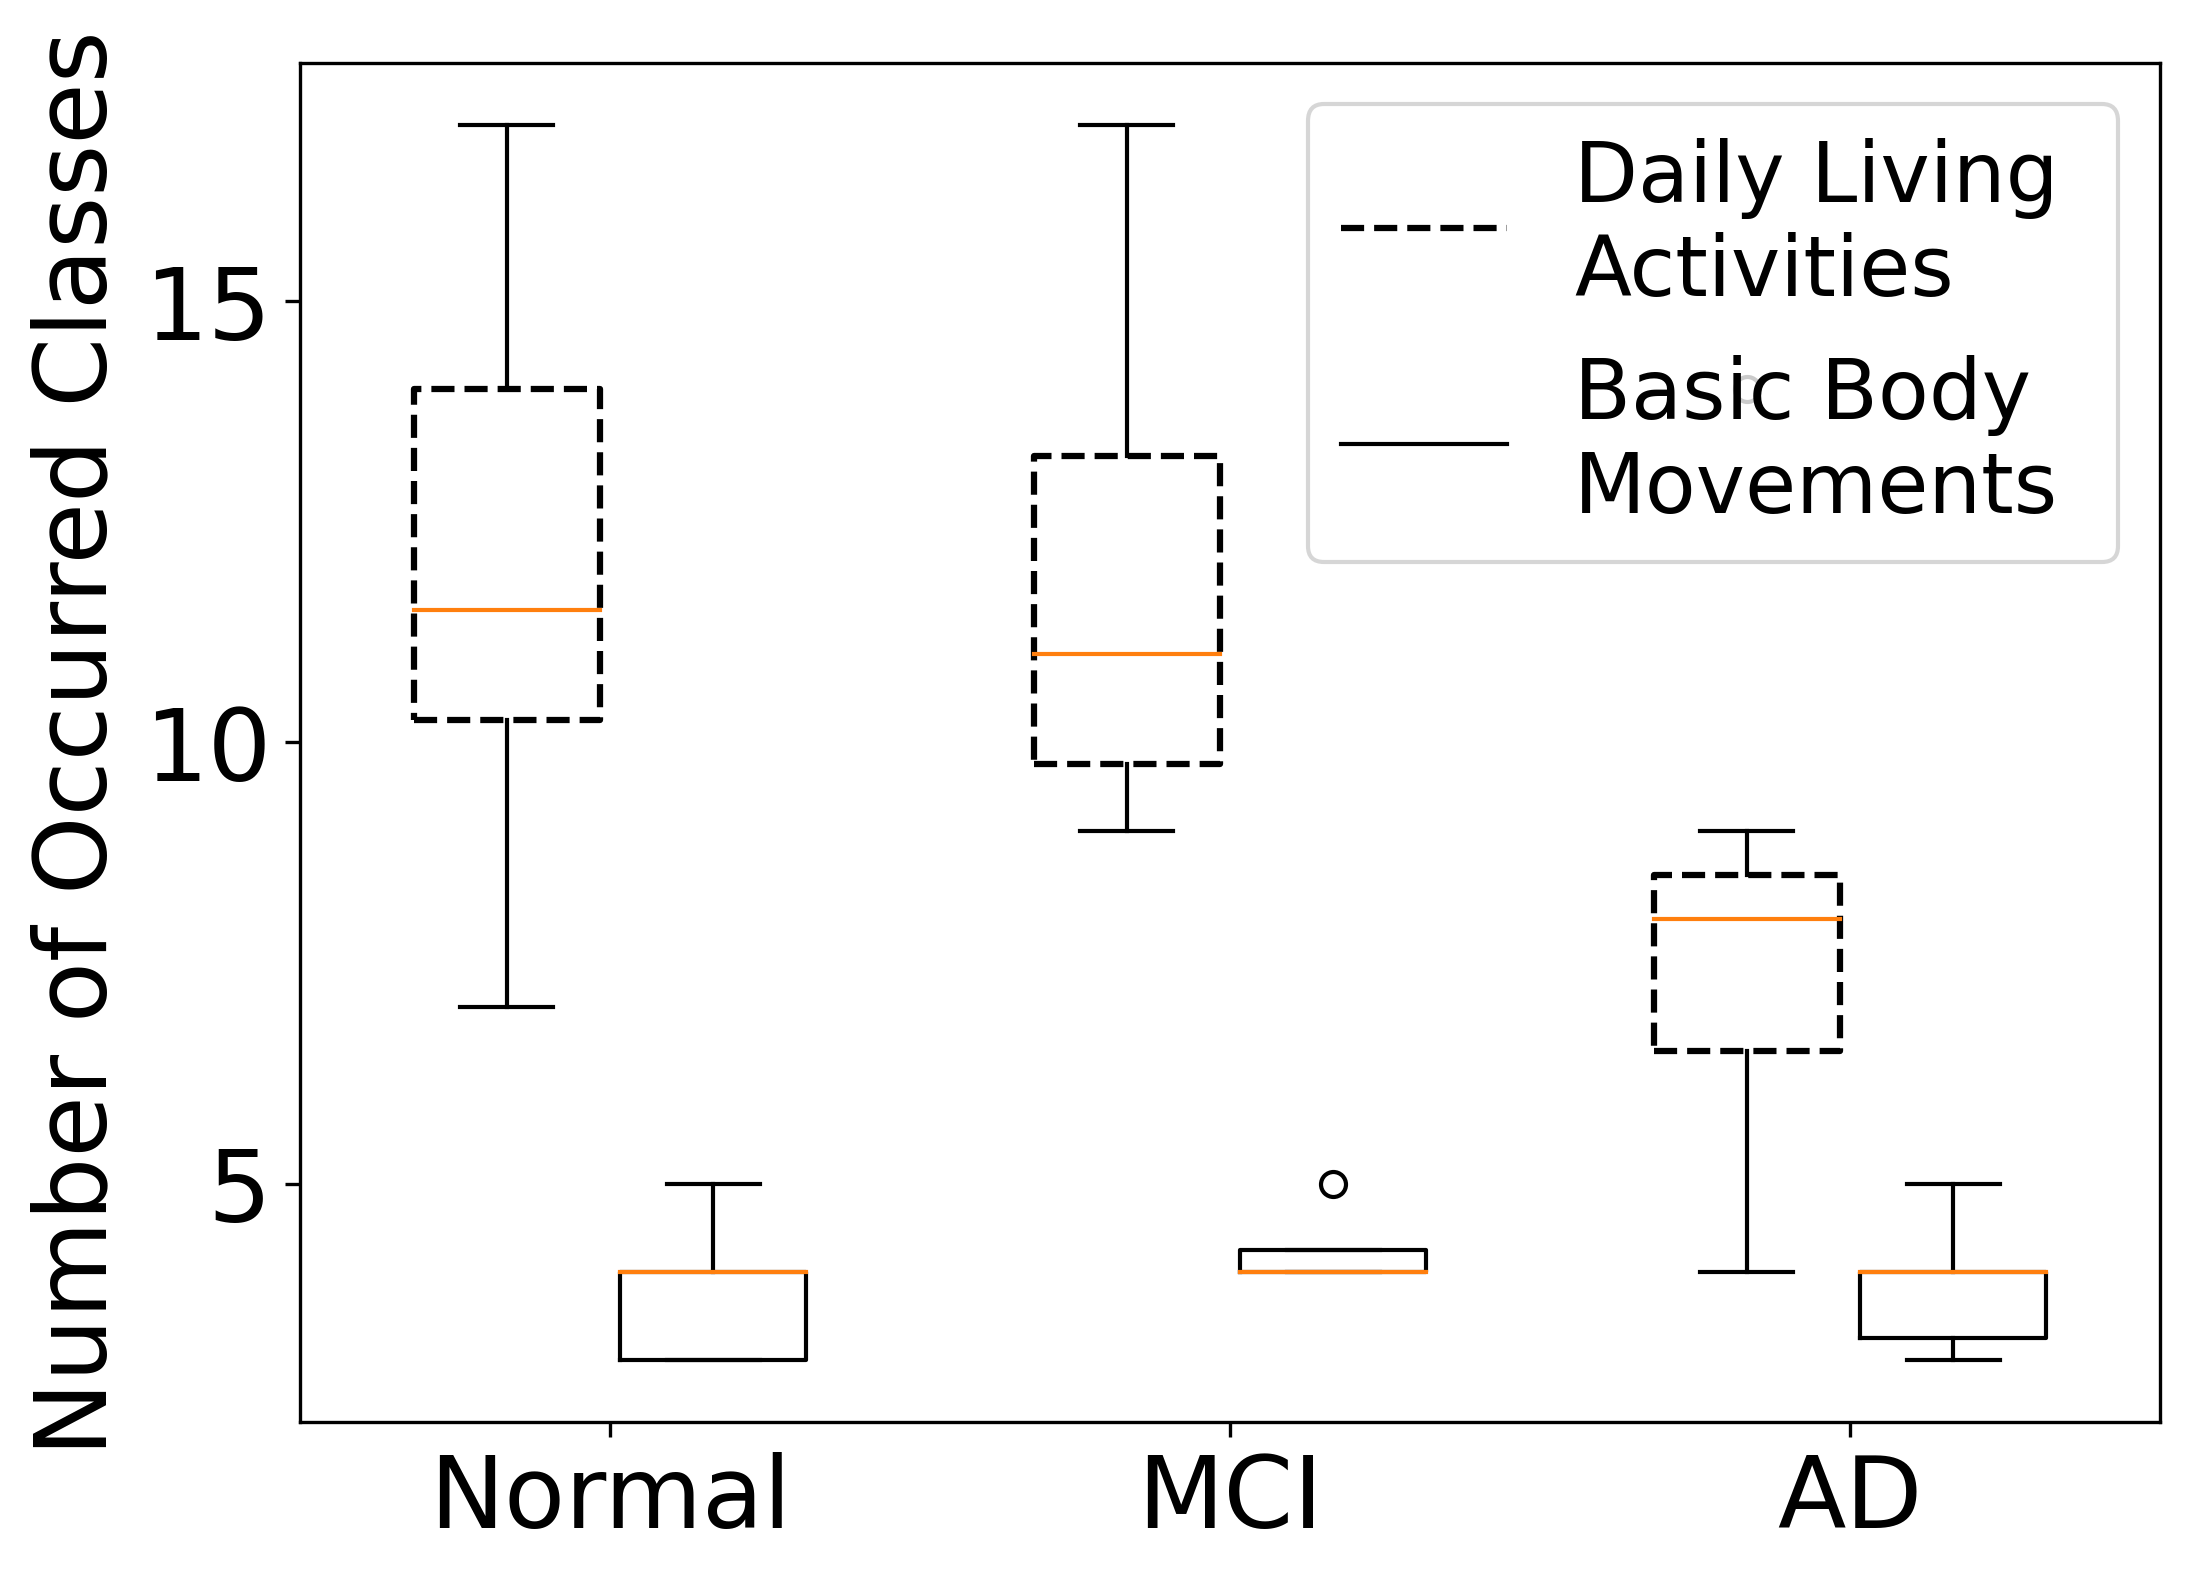 Number of Occurred Classes
15
10
5
Daily Living
Activities
Basic Body
Movements
Normal
MCI
AD